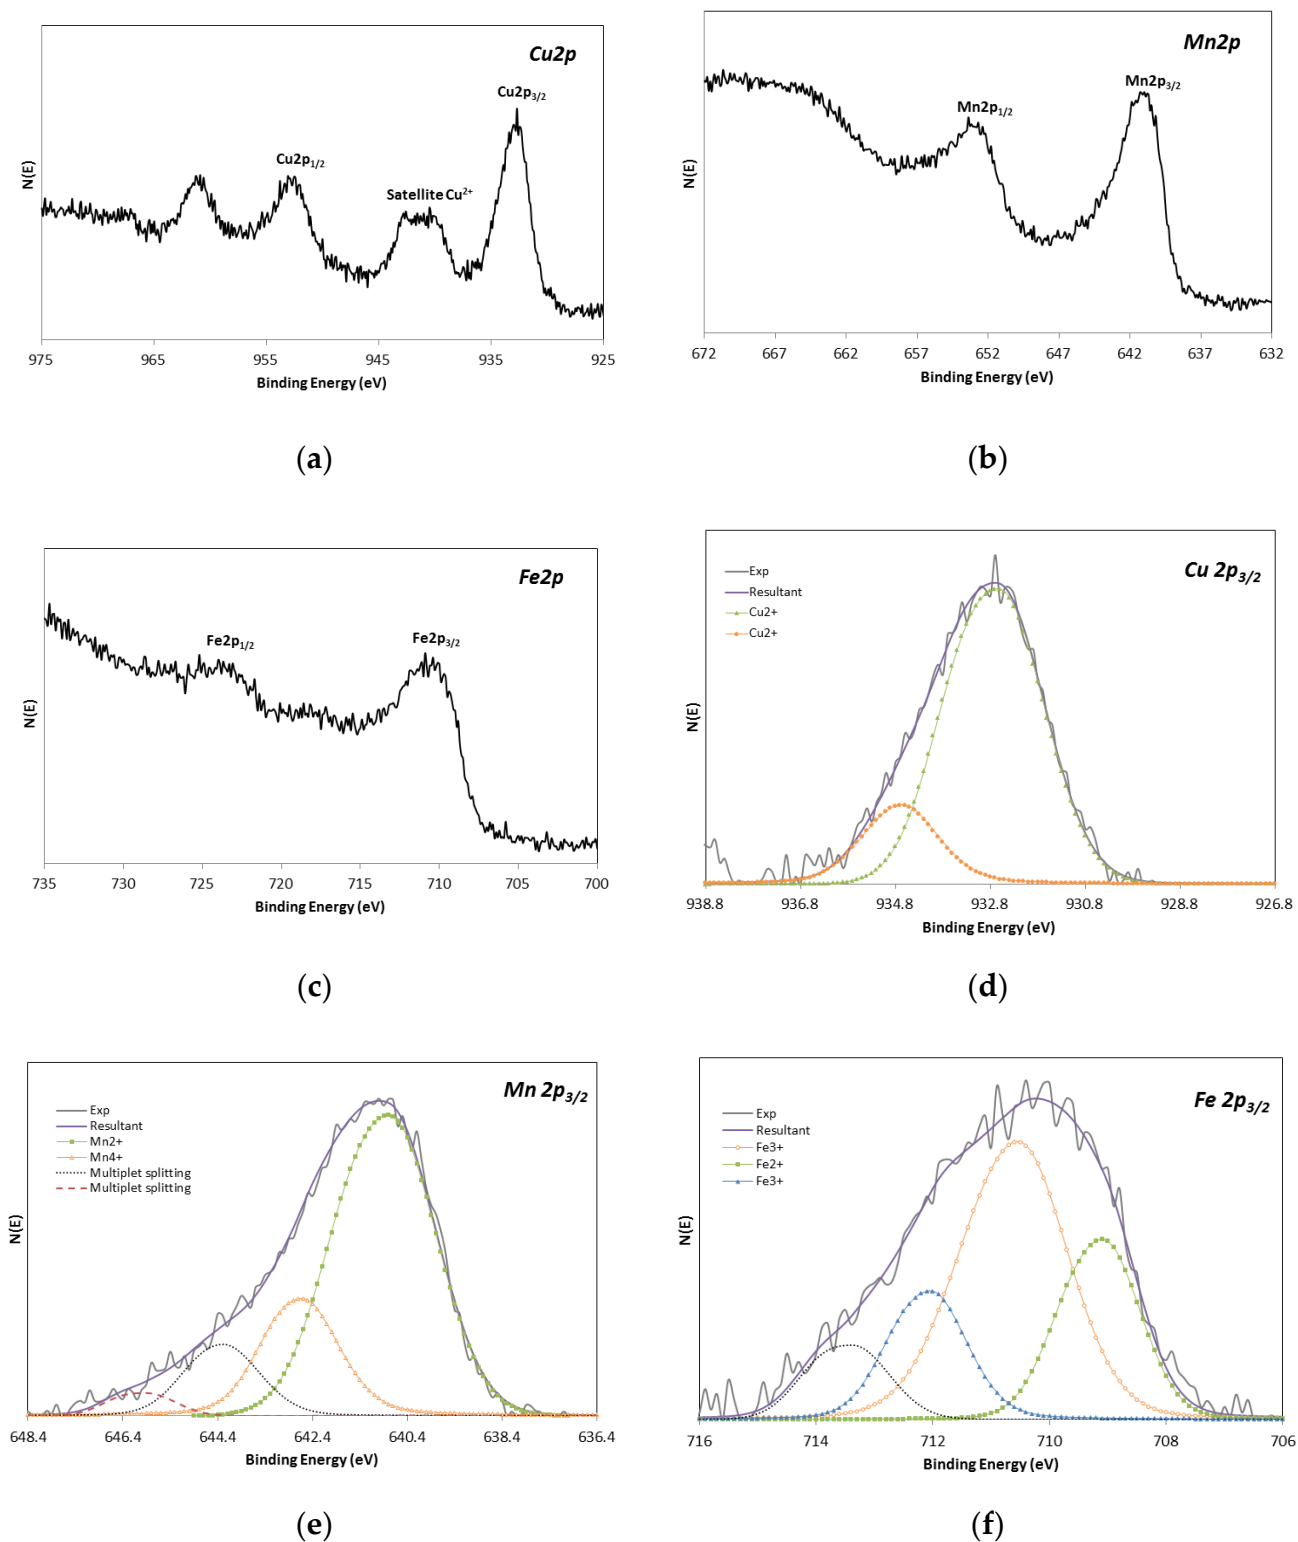 Cu2p
Cu2p3/2
Cu2p1/2
Satellite Cu2+
N(E)
975 965 955 945 935 925
Binding Energy (eV)
(a)
Mn2p
Mn2p3/2
Mn2p1/2
N(E)
672 667 662 657 652 647 642 637 632
Binding Energy (eV)
(b)
Fe2p
Fe2p1/2
Fe2p3/2
N(E)
735 730 725 720 715 710 705 700
Binding Energy (eV)
(c)
Cu 2p3/2
Exp
Resultant
Cu2+
Cu2+
N(E)
938.8 936.8 934.8 932.8 930.8 928.8 926.8
Binding Energy (eV)
(d)
Mn 2p3/2
Exp
Resultant
Mn2+
Mn4+
Multiplet splitting
Multiplet splitting
N(E)
648.4 646.4 644.4 642.4 640.4 638.4 636.4
Binding Energy (eV)
(e)
Fe 2p3/2
Exp
Resultant
Fe3+
Fe2+
Fe3+
N(E)
716 714 712 710 708 706
Binding Energy (eV)
(f)